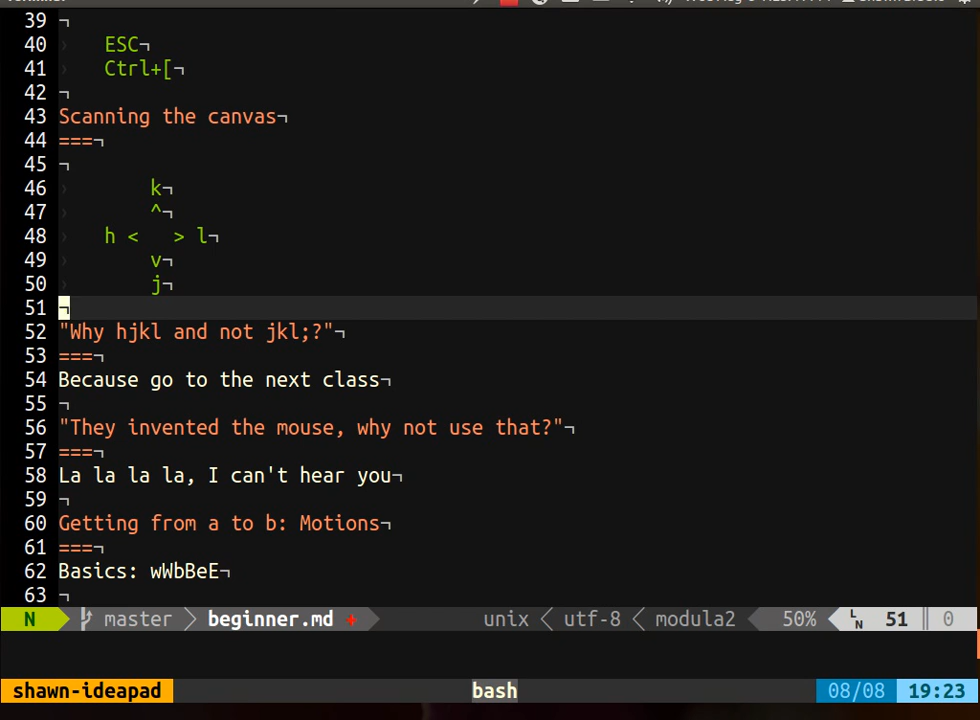 39 ¬
40 ESC¬
41 Ctrl+[¬
42 ¬
43 Scanning the canvas¬
44 ===¬
45 ¬
46 k¬
47 ^¬
48 h < > l¬
49 v¬
50 j¬
51 ¬
52 "Why hjkl and not jkl;?"¬
53 ===¬
54 Because go to the next class¬
55 ¬
56 "They invented the mouse, why not use that?"¬
57 ===¬
58 La la la la, I can't hear you¬
59 ¬
60 Getting from a to b: Motions¬
61 ===¬
62 Basics: wWbBeE¬
63 ¬
N master beginner.md + unix < utf-8 < modula2 50% LN 51 0
shawn-ideapad bash 08/08 19:23